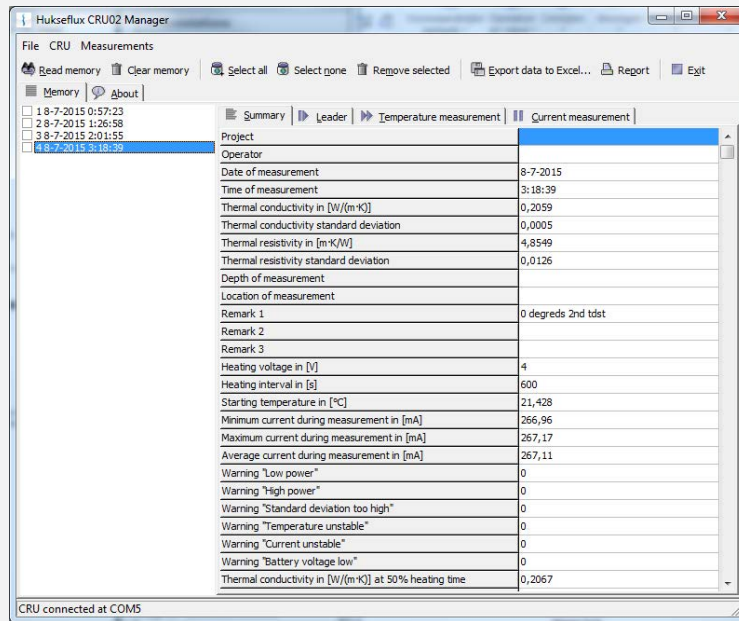 Hukseflux CRU02 Manager
File CRU Measurements
Read memory Clear memory Select all Select none Remove selected Export data to Excel... Report Exit
Memory About
1 8-7-2015 0:57:23
2 8-7-2015 1:26:58
3 8-7-2015 2:01:55
4 8-7-2015 3:18:39
Summary Leader Temperature measurement Current measurement
Project
Operator
Date of measurement 8-7-2015
Time of measurement 3:18:39
Thermal conductivity in [W/(m·K)] 0,2059
Thermal conductivity standard deviation 0,0005
Thermal resistivity in [m·K/W] 4,8549
Thermal resistivity standard deviation 0,0126
Depth of measurement
Location of measurement
Remark 1 0 degreds 2nd tdst
Remark 2
Remark 3
Heating voltage in [V] 4
Heating interval in [s] 600
Starting temperature in [°C] 21,428
Minimum current during measurement in [mA] 266,96
Maximum current during measurement in [mA] 267,17
Average current during measurement in [mA] 267,11
Warning "Low power" 0
Warning "High power" 0
Warning "Standard deviation too high" 0
Warning "Temperature unstable" 0
Warning "Current unstable" 0
Warning "Battery voltage low" 0
Thermal conductivity in [W/(m·K)] at 50% heating time 0,2067
CRU connected at COM5